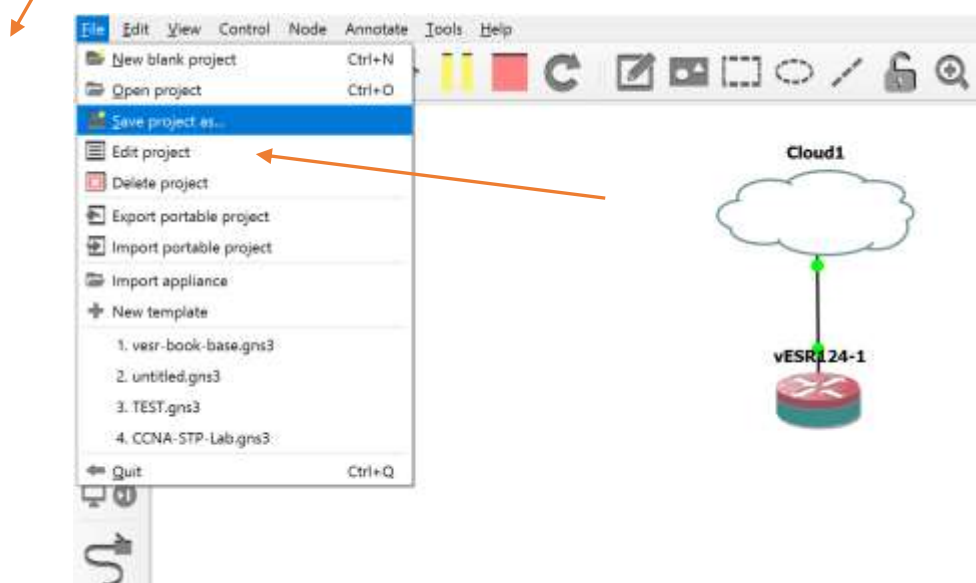 File Edit View Control Node Annotate Tools Help
New blank project Ctrl+N
Open project Ctrl+O
Save project as...
Edit project
Delete project
Export portable project
Import portable project
Import appliance
New template
1. vesr-book-base.gns3
2. untitled.gns3
3. TEST.gns3
4. CCNA-STP-Lab.gns3
Quit Ctrl+Q
Cloud1
vESR124-1